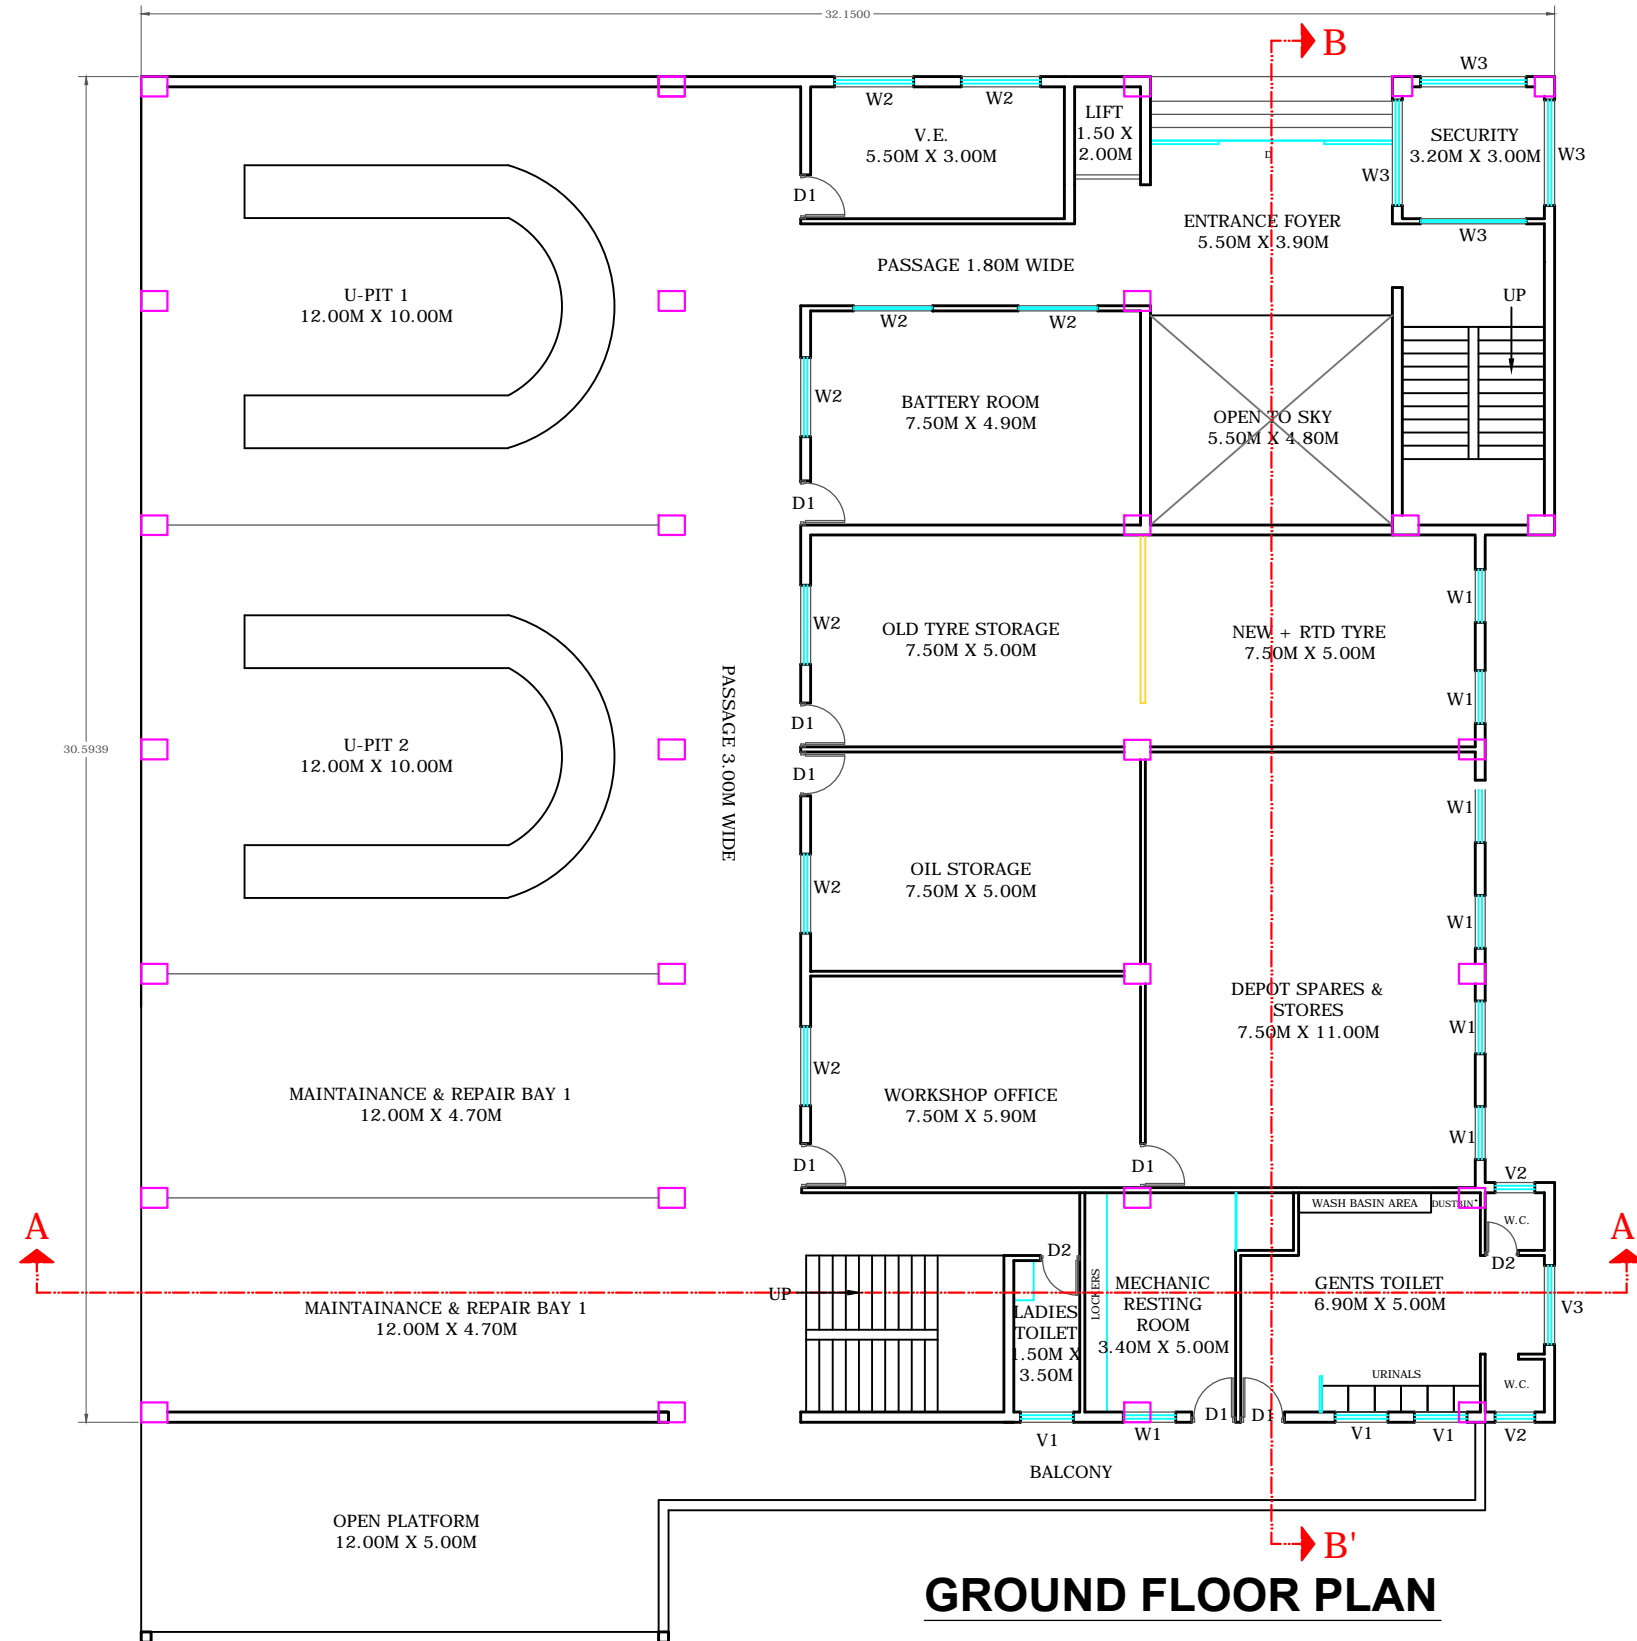 32.1500
B
W3
W2
W2
LIFT
1.50 X
2.00M
V.E.
5.50M X 3.00M
SECURITY
3.20M X 3.00M
D
W3
W3
D1
ENTRANCE FOYER
5.50M X 3.90M
W3
PASSAGE 1.80M WIDE
U-PIT 1
12.00M X 10.00M
UP
W2
W2
W2
BATTERY ROOM
7.50M X 4.90M
OPEN TO SKY
5.50M X 4.80M
D1
W1
W2
OLD TYRE STORAGE
7.50M X 5.00M
NEW + RTD TYRE
7.50M X 5.00M
W1
D1
30.5939
U-PIT 2
12.00M X 10.00M
PASSAGE 3.00M WIDE
D1
W1
OIL STORAGE
7.50M X 5.00M
W2
W1
DEPOT SPARES &
STORES
7.50M X 11.00M
W1
W2
MAINTAINANCE & REPAIR BAY 1
12.00M X 4.70M
WORKSHOP OFFICE
7.50M X 5.90M
W1
D1
D1
V2
WASH BASIN AREA
DUSTBIN
W.C.
A
A
D2
D2
LOCKERS
MECHANIC
RESTING
ROOM
3.40M X 5.00M
GENTS TOILET
6.90M X 5.00M
UP
MAINTAINANCE & REPAIR BAY 1
12.00M X 4.70M
LADIES
TOILET
1.50M X
3.50M
V3
URINALS
W.C.
D1
D1
V1
W1
V1
V1
V2
BALCONY
OPEN PLATFORM
12.00M X 5.00M
B'
GROUND FLOOR PLAN